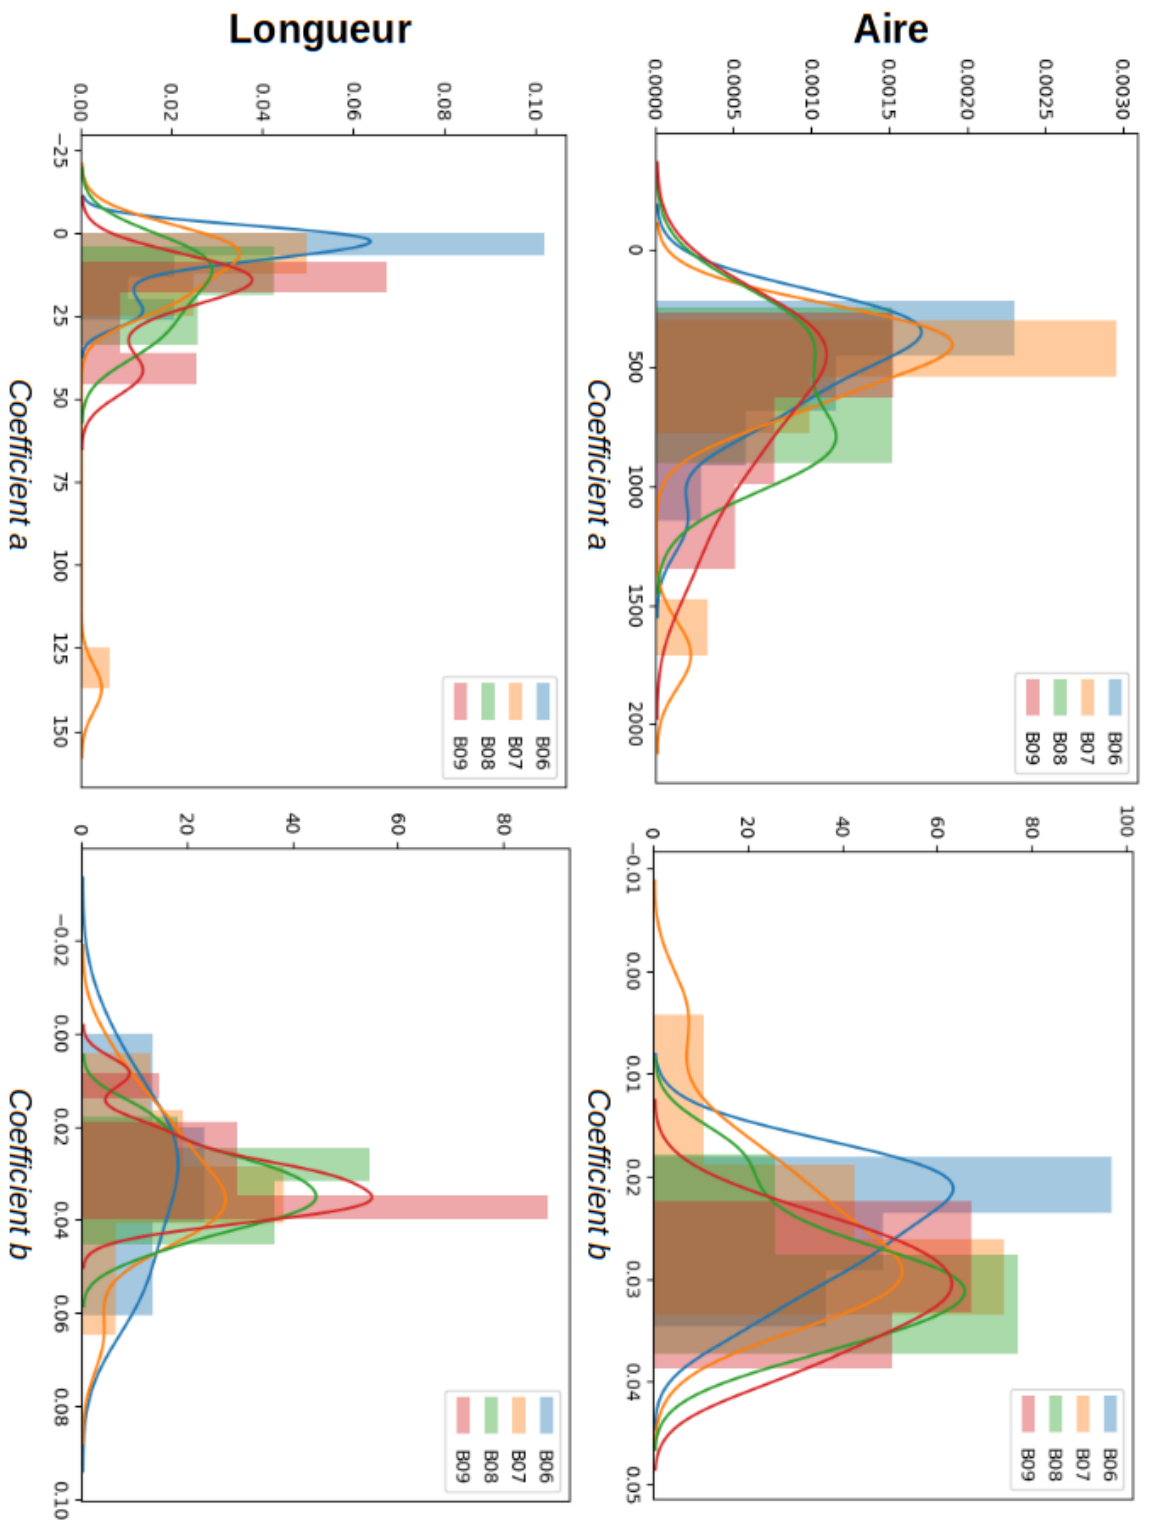 Aire
0.0030
0.0025
0.0020
0.0015
0.0010
0.0005
0.0000
0 500 1000 1500 2000
B06
B07
B08
B09
Coefficient a
100
80
60
40
20
0
−0.01 0.00 0.01 0.02 0.03 0.04 0.05
B06
B07
B08
B09
Coefficient b
Longueur
0.10
0.08
0.06
0.04
0.02
0.00
−25 0 25 50 75 100 125 150
B06
B07
B08
B09
Coefficient a
80
60
40
20
0
−0.02 0.00 0.02 0.04 0.06 0.08 0.10
B06
B07
B08
B09
Coefficient b